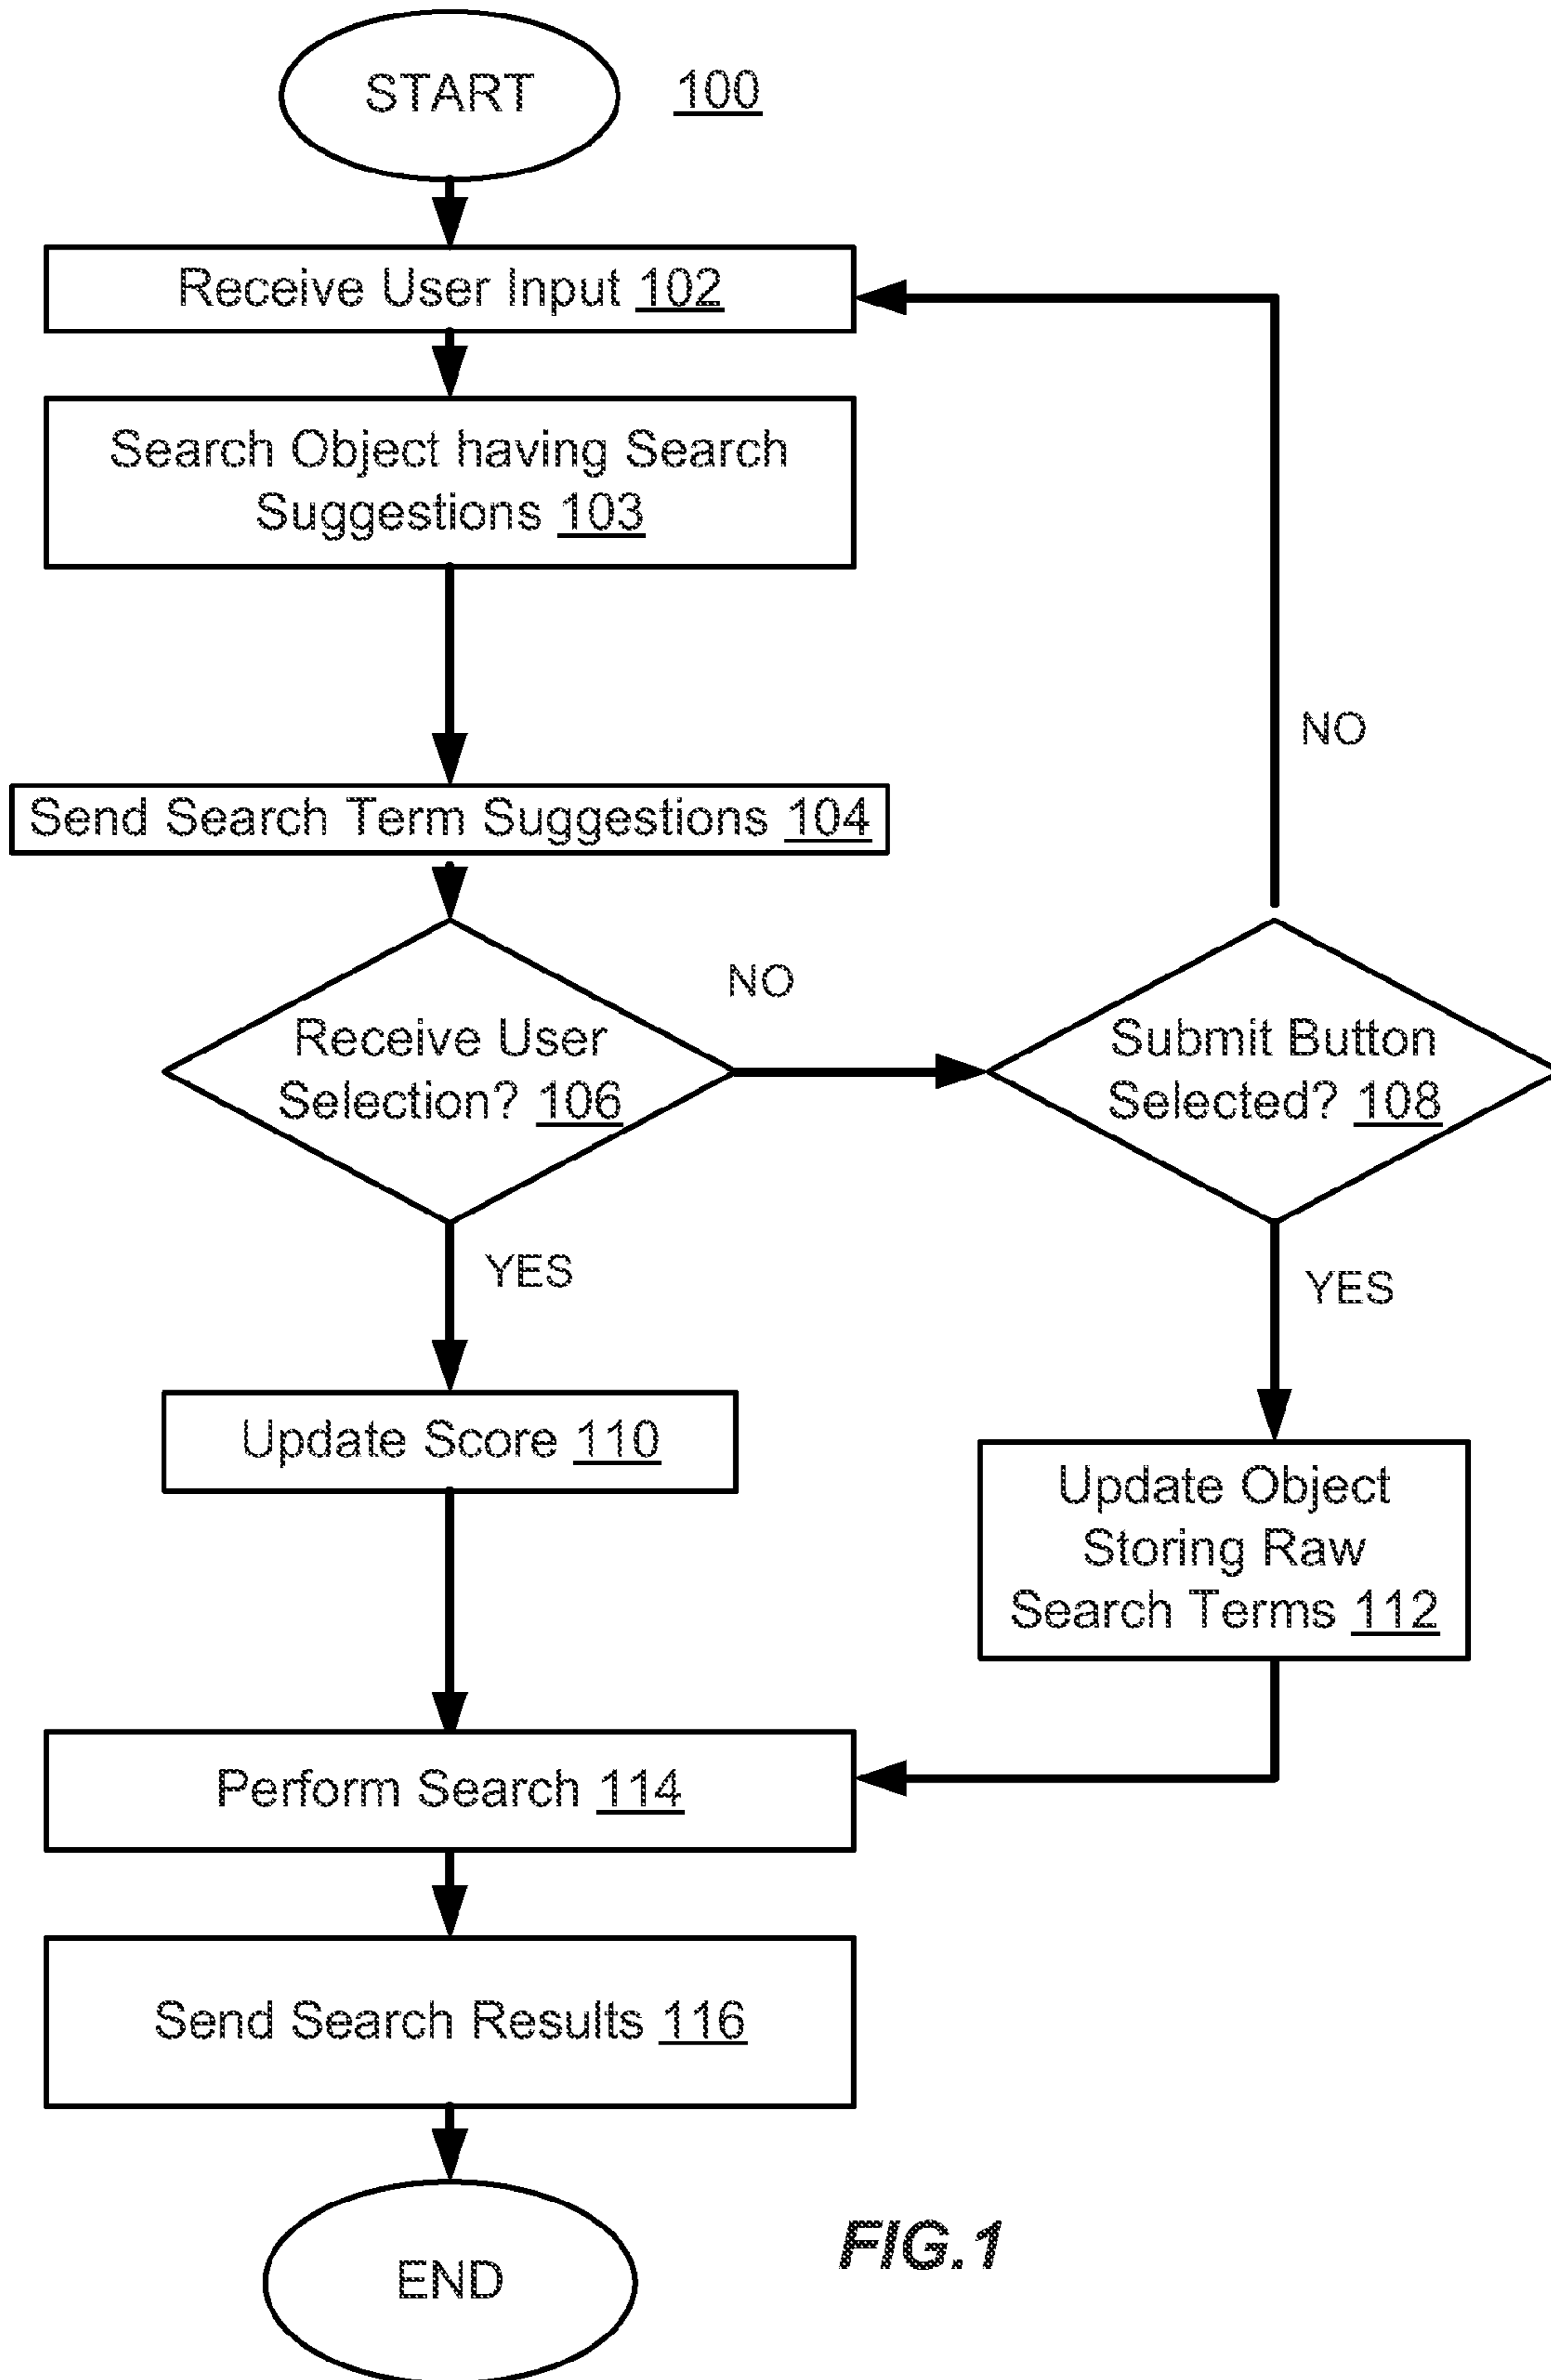 START
100
Receive User Input 102
Search Object having Search
Suggestions 103
NO
Send Search Term Suggestions 104
NO
Receive User
Selection? 106
Submit Button
Selected? 108
YES
YES
Update Score 110
Update Object
Storing Raw
Search Terms 112
Perform Search 114
Send Search Results 116
END
FIG.1